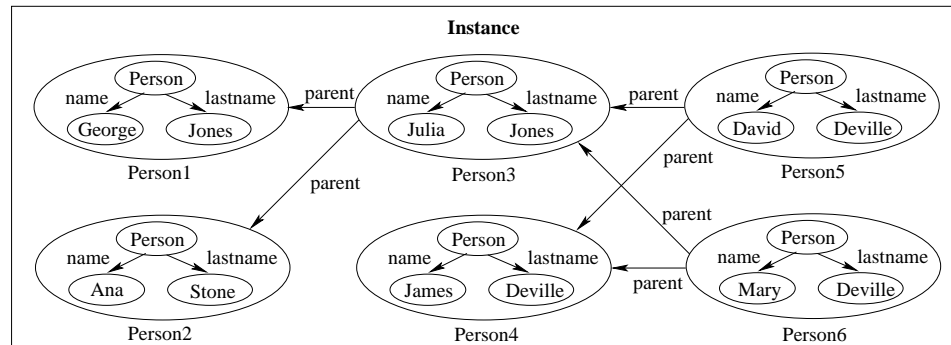 Instance
Person Person Person
name lastname parent name lastname parent name lastname
George Jones Julia Jones David Deville
Person1 Person3 Person5
parent parent
parent
Person Person Person
name lastname name lastname name lastname
Ana Stone James Deville parent Mary Deville
Person2 Person4 Person6